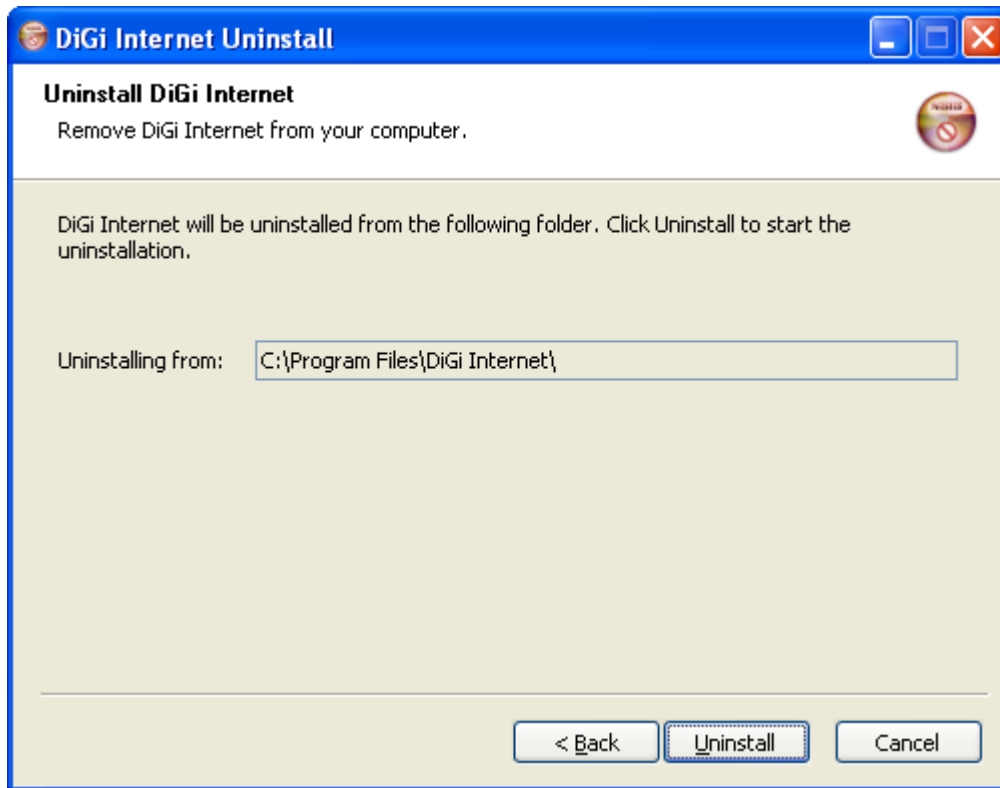 DiGi Internet Uninstall
Uninstall DiGi Internet
Remove DiGi Internet from your computer.
DiGi Internet will be uninstalled from the following folder. Click Uninstall to start the
uninstallation.
Uninstalling from: C:\Program Files\DiGi Internet\
< Back Uninstall Cancel